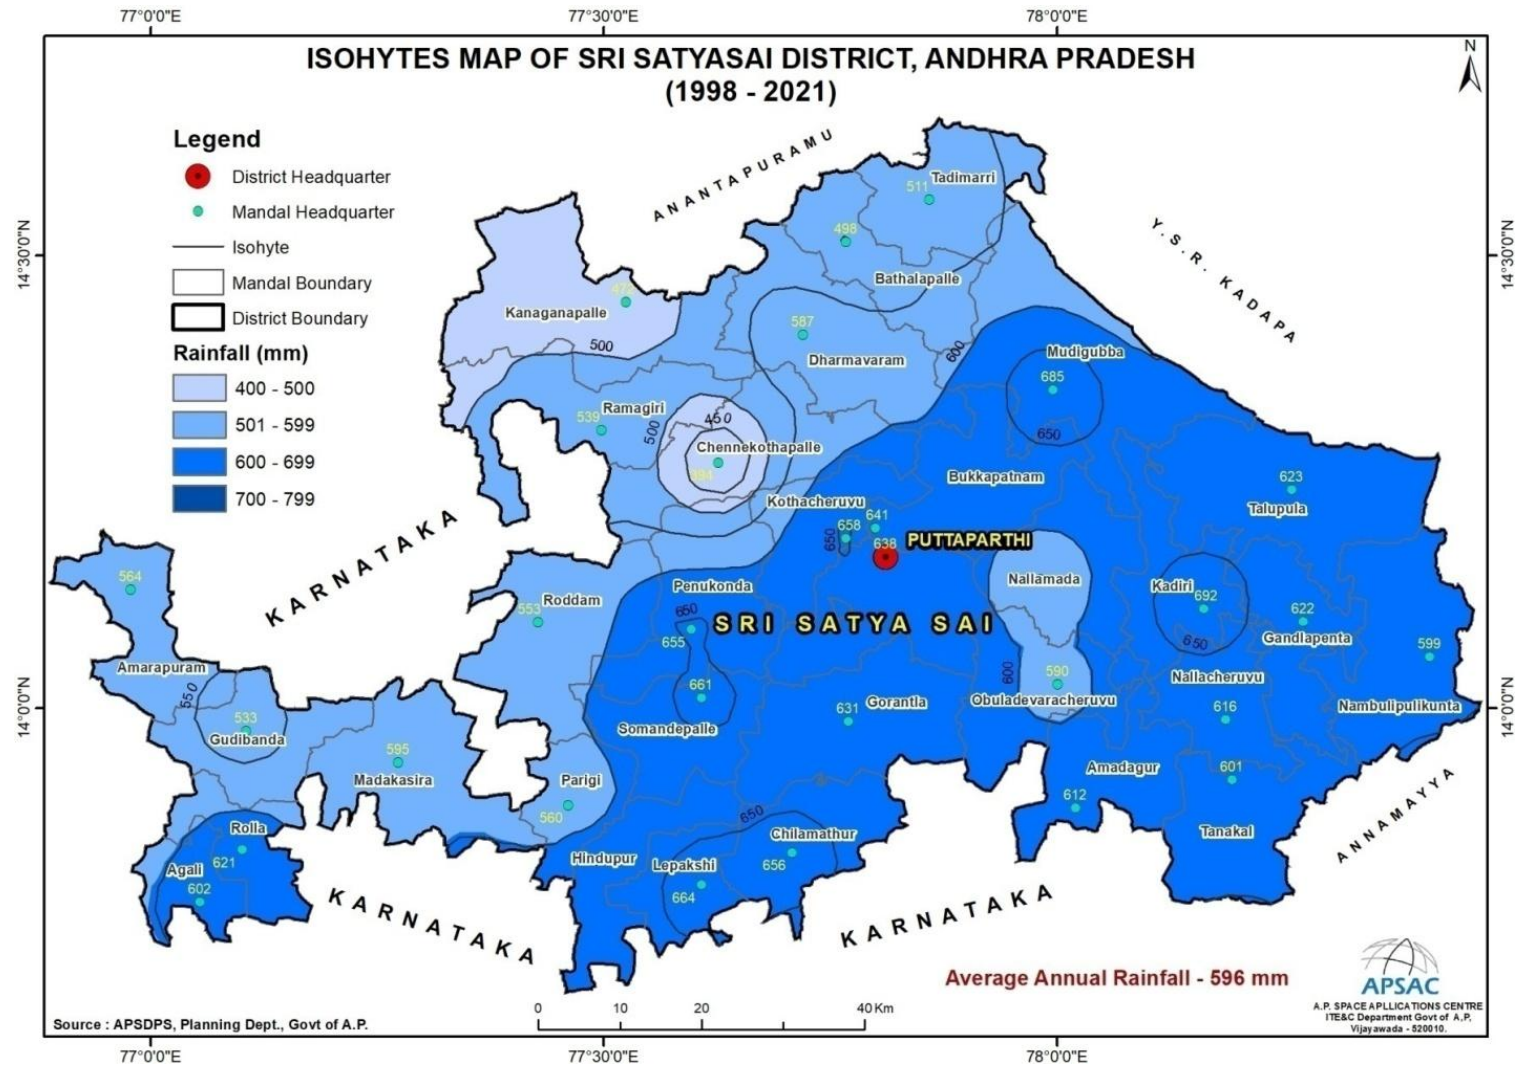 77°0'0"E 77°30'0"E 78°0'0"E
ISOHYTES MAP OF SRI SATYASAI DISTRICT, ANDHRA PRADESH
(1998 - 2021)
N
Legend
District Headquarter
Mandal Headquarter
Isohyte
Mandal Boundary
District Boundary
Rainfall (mm)
400 - 500
501 - 599
600 - 699
700 - 799
ANANTAPURAMU
Y.S.R. KADAPA
14°30'0"N 14°30'0"N
511 Tadimarri
498
Bathalapalle
472
Kanaganapalle
500
587
Dharmavaram
600
Mudigubba
685
650
539 Ramagiri
500
450
Chennekothapalle
394
Bukkapatnam
Kothacheruvu
623
Talupula
658 641
650
638 PUTTAPARTHI
KARNATAKA
564
Roddam
553
Penukonda
650
655
SRI SATYA SAI
Nallamada
Kadiri
692
650
622
Gandlapenta
599
Amarapuram
550
533
Gudibanda
661
Somandepalle
631 Gorantla
600
590
Obuladevaracheruvu
Nallacheruvu
616
Nambulipulikunta
14°0'0"N 14°0'0"N
595
Madakasira
Parigi
560
Amadagur
612
601
Tanakal
ANNAMAYYA
Rolla
621
Agali
602
Hindupur
Lepakshi
664
650
Chilamathur
656
KARNATAKA
KARNATAKA
Average Annual Rainfall - 596 mm
APSAC
A.P. SPACE APLLICATIONS CENTRE
ITE&C Department Govt of A.P,
Vijayawada - 520010.
0 10 20 40 Km
Source : APSDPS, Planning Dept., Govt of A.P.
77°0'0"E 77°30'0"E 78°0'0"E